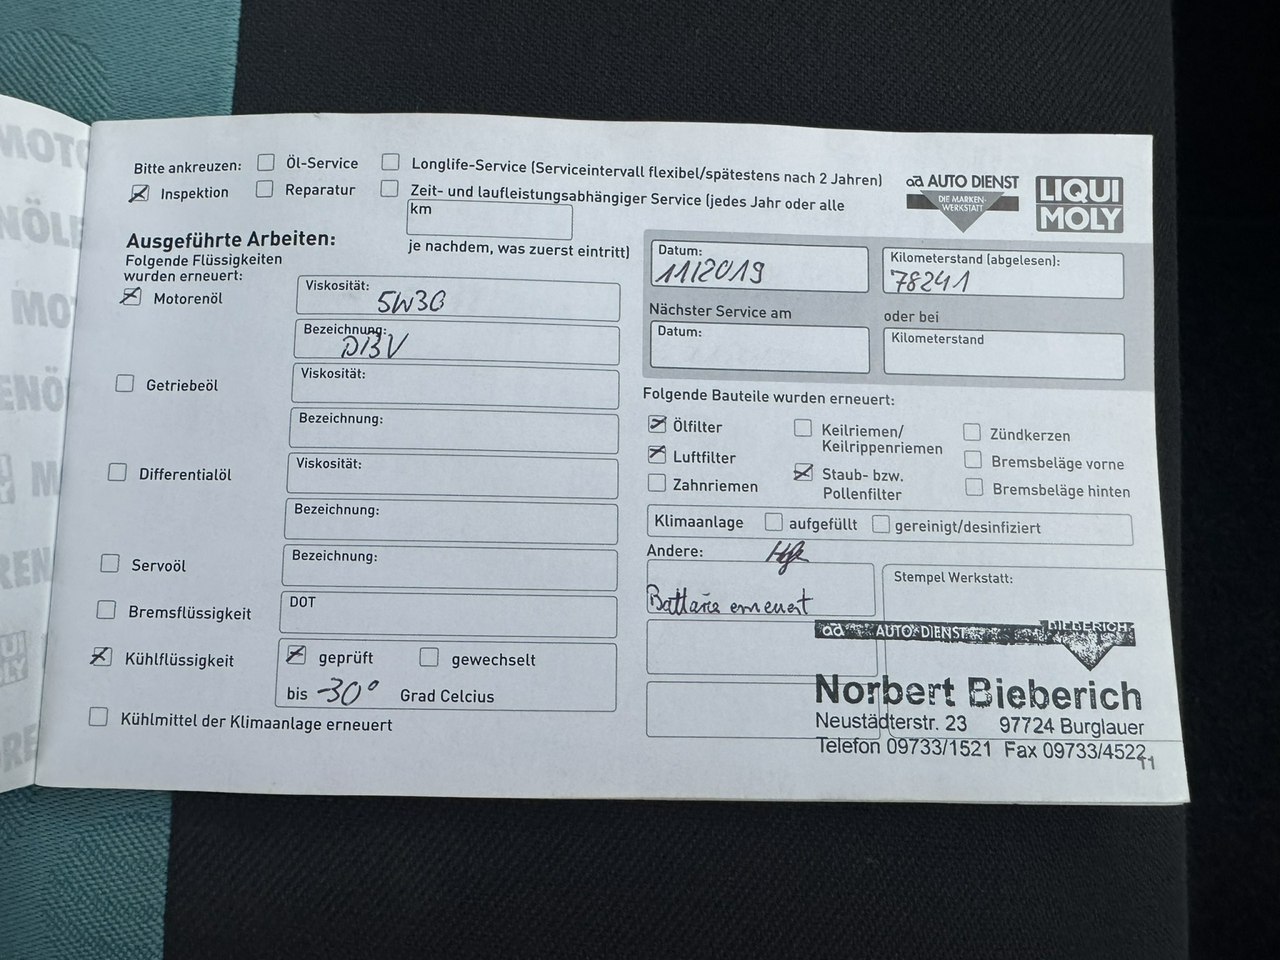 Bitte ankreuzen: Öl-Service Longlife-Service (Serviceintervall flexibel/spätestens nach 2 Jahren)
Inspektion Reparatur Zeit- und laufleistungsabhängiger Service (jedes Jahr oder alle
km
je nachdem, was zuerst eintritt)
ad AUTO DIENST
DIE MARKEN-
WERKSTATT
LIQUI
MOLY
Ausgeführte Arbeiten:
Folgende Flüssigkeiten
wurden erneuert:
Motorenöl
Viskosität: 5W30
Bezeichnung:
Getriebeöl
Viskosität:
Bezeichnung:
Differentialöl
Viskosität:
Bezeichnung:
Servoöl
Bezeichnung:
Bremsflüssigkeit
DOT
Kühlflüssigkeit
geprüft gewechselt
bis -30° Grad Celcius
Kühlmittel der Klimaanlage erneuert
Datum:
11/2019
Kilometerstand (abgelesen):
78241
Nächster Service am oder bei
Datum:
Kilometerstand
Folgende Bauteile wurden erneuert:
Ölfilter
Luftfilter
Zahnriemen
Keilriemen/
Keilrippenriemen
Staub- bzw.
Pollenfilter
Zündkerzen
Bremsbeläge vorne
Bremsbeläge hinten
Klimaanlage aufgefüllt gereinigt/desinfiziert
Andere:
Battarie erneuert
Stempel Werkstatt:
ad AUTO DIENST BIEBERICH
Norbert Bieberich
Neustädterstr. 23 97724 Burglauer
Telefon 09733/1521 Fax 09733/4522
11